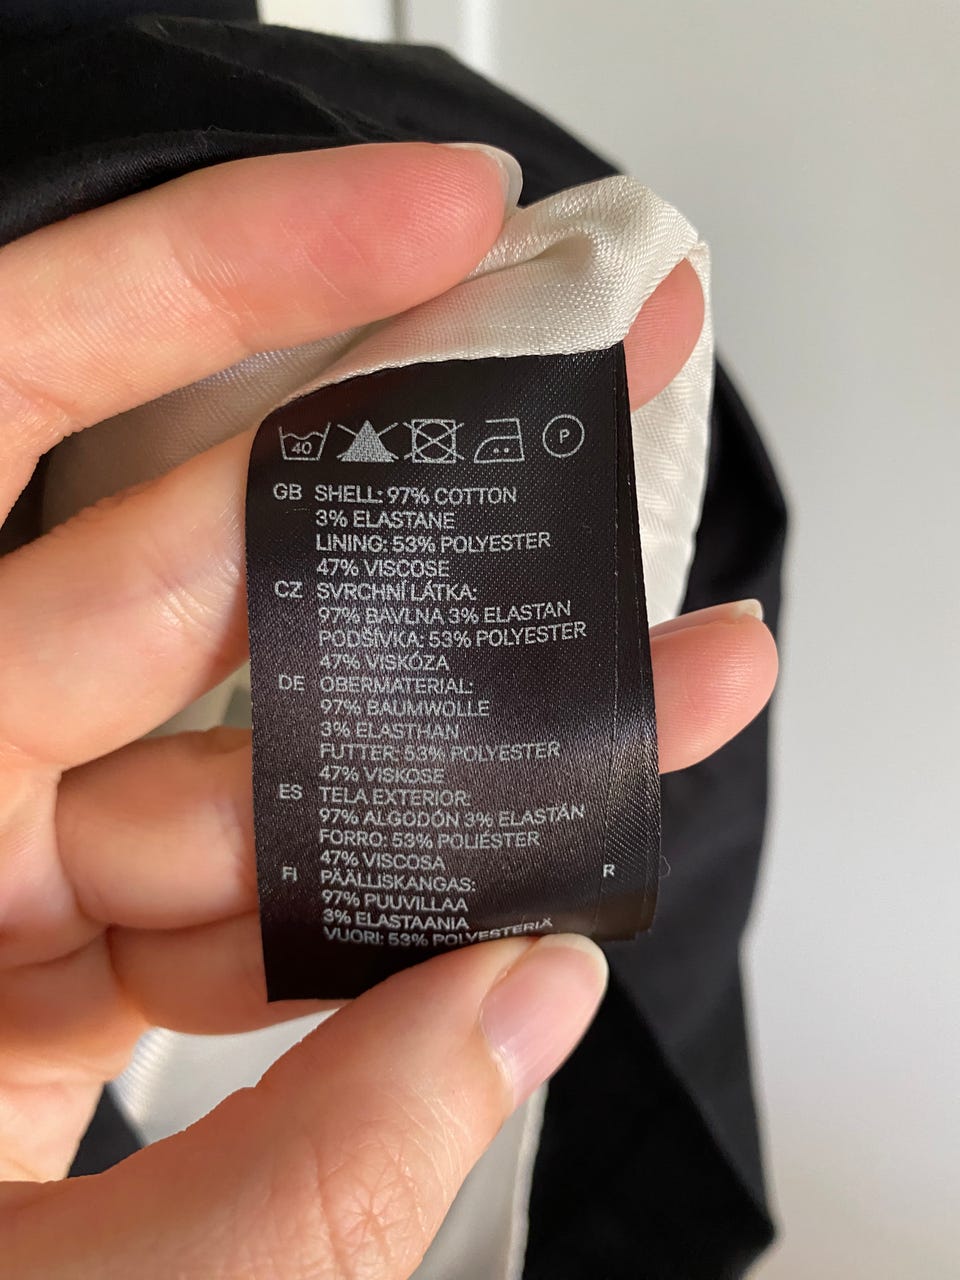 40 P
GB SHELL: 97% COTTON
3% ELASTANE
LINING: 53% POLYESTER
47% VISCOSE
CZ SVRCHNÍ LÁTKA:
97% BAVLNA 3% ELASTAN
PODŠÍVKA: 53% POLYESTER
47% VISKÓZA
DE OBERMATERIAL:
97% BAUMWOLLE
3% ELASTHAN
FUTTER: 53% POLYESTER
47% VISKOSE
ES TELA EXTERIOR:
97% ALGODÓN 3% ELASTÁN
FORRO: 53% POLIÉSTER
47% VISCOSA
FI PÄÄLLISKANGAS:
97% PUUVILLAA
3% ELASTAANIA
VUORI: 53% POLYESTERIÄ
R